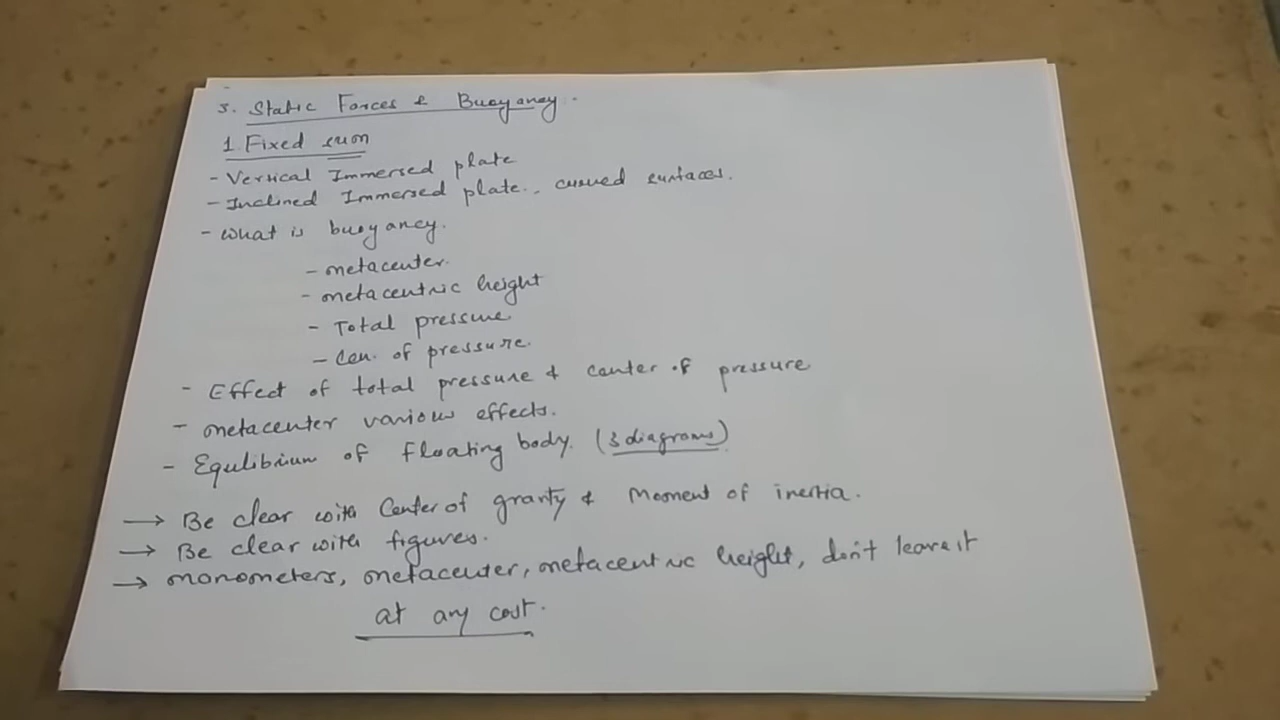 3. Static Forces & Buoyancy.
1. Fixed sum
- Vertical Immersed plate
- Inclined Immersed plate.. curved surfaces.
- what is buoyancy.
- metacenter.
- metacentric height
- Total pressure
- Cen. of pressure.
- Effect of total pressure & center of pressure
- metacenter various effects.
- Equlibrium of floating body. (3 diagrams)
→ Be clear with Center of gravity & Moment of inertia.
→ Be clear with figures.
→ monometers, metacenter, metacentric height, don't leave it
at any cost.